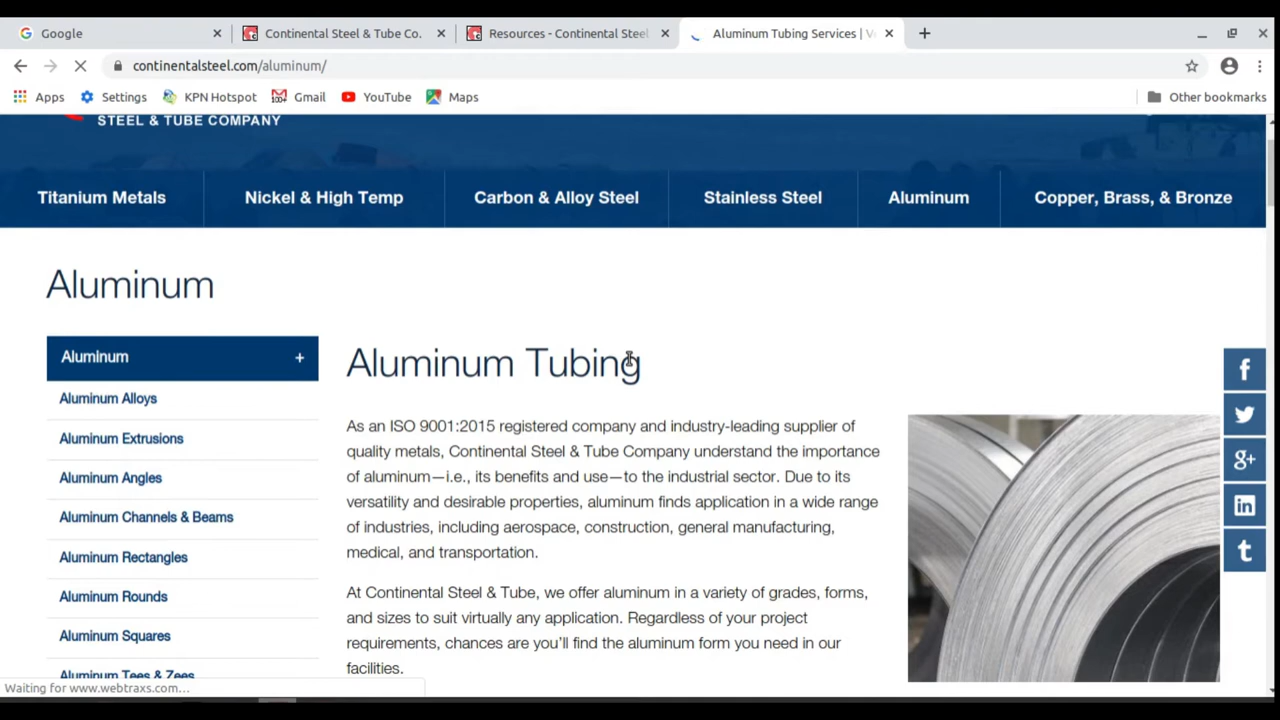 Google
Continental Steel & Tube Co.
Resources - Continental Steel
Aluminum Tubing Services | V
continentalsteel.com/aluminum/
Apps
Settings
KPN Hotspot
Gmail
YouTube
Maps
Other bookmarks
STEEL & TUBE COMPANY
Titanium Metals
Nickel & High Temp
Carbon & Alloy Steel
Stainless Steel
Aluminum
Copper, Brass, & Bronze
Aluminum
Aluminum +
Aluminum Alloys
Aluminum Extrusions
Aluminum Angles
Aluminum Channels & Beams
Aluminum Rectangles
Aluminum Rounds
Aluminum Squares
Aluminum Tees & Zees
Aluminum Tubing
As an ISO 9001:2015 registered company and industry-leading supplier of
quality metals, Continental Steel & Tube Company understand the importance
of aluminum—i.e., its benefits and use—to the industrial sector. Due to its
versatility and desirable properties, aluminum finds application in a wide range
of industries, including aerospace, construction, general manufacturing,
medical, and transportation.
At Continental Steel & Tube, we offer aluminum in a variety of grades, forms,
and sizes to suit virtually any application. Regardless of your project
requirements, chances are you'll find the aluminum form you need in our
facilities.
f
g+
in
t
Waiting for www.webtraxs.com...